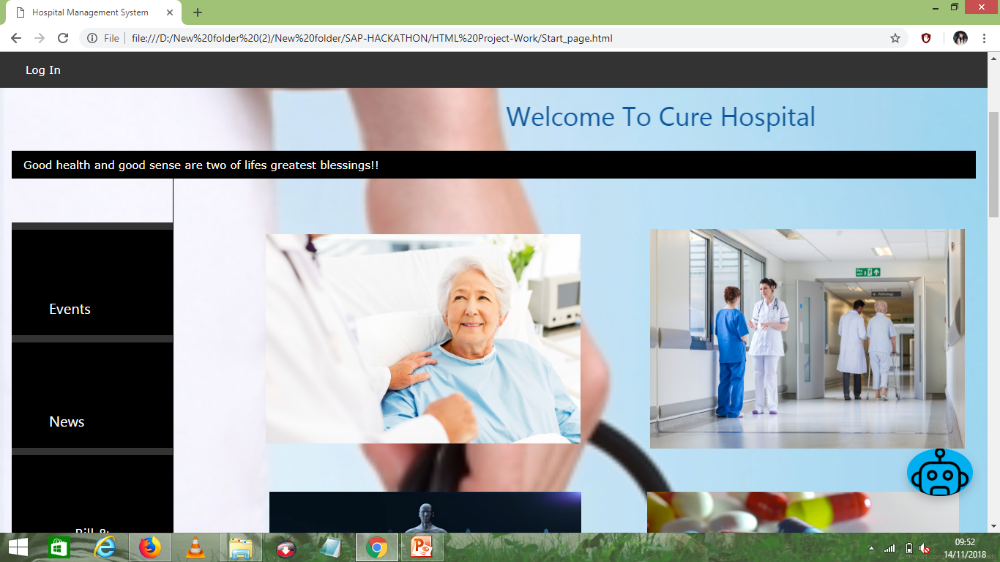 Hospital Management System
File
file:///D:/New%20folder%20(2)/New%20folder/SAP-HACKATHON/HTML%20Project-Work/Start_page.html
Log In
Welcome To Cure Hospital
Good health and good sense are two of lifes greatest blessings!!
Pathology
Events
News
Bill &
09:52
14/11/2018